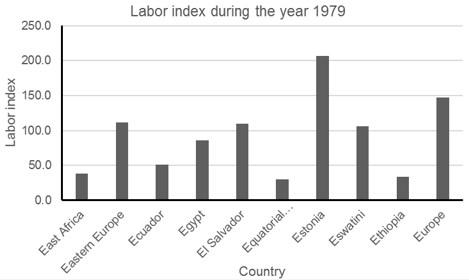 Labor index during the year 1979
250.0
200.0
150.0
100.0
50.0
0.0
Labor index
East Africa
Eastern Europe
Ecuador
Egypt
El Salvador
Equatorial...
Estonia
Eswatini
Ethiopia
Europe
Country